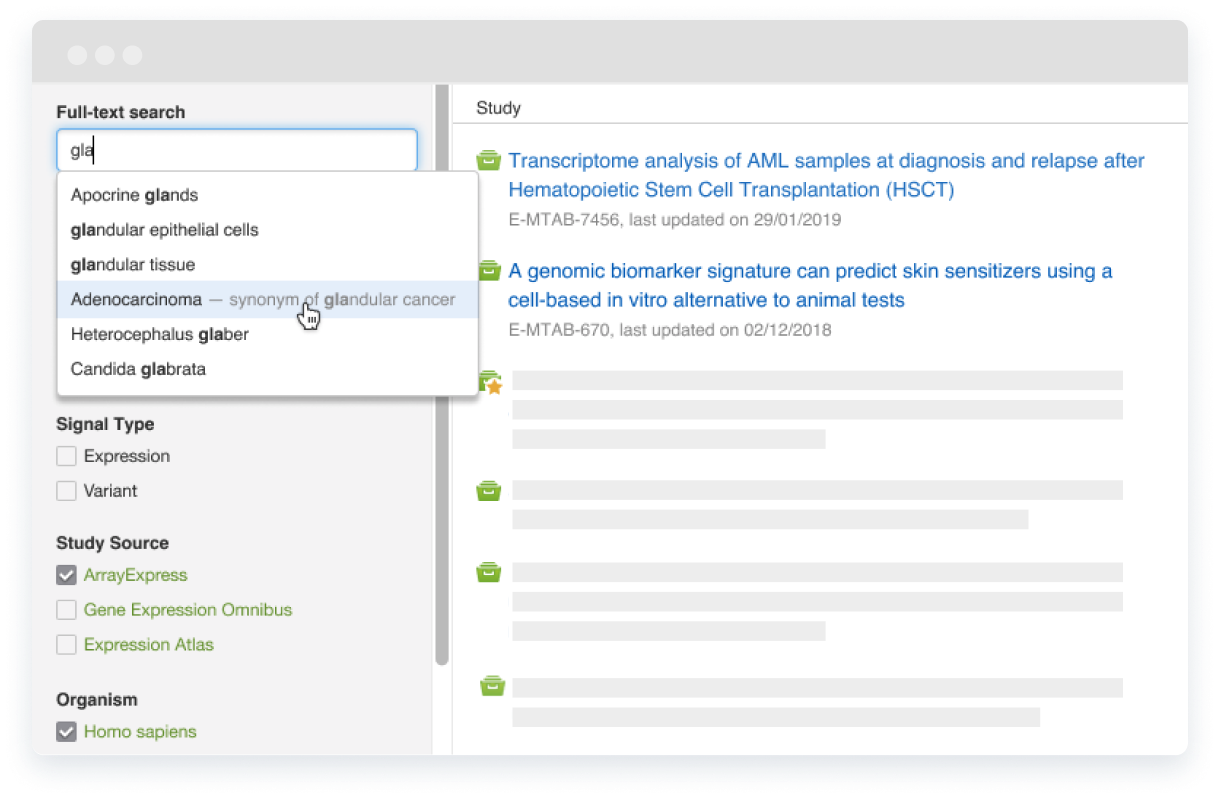 Full-text search
gla
Apocrine glands
glandular epithelial cells
glandular tissue
Adenocarcinoma — synonym of glandular cancer
Heterocephalus glaber
Candida glabrata
Signal Type
Expression
Variant
Study Source
ArrayExpress
Gene Expression Omnibus
Expression Atlas
Organism
Homo sapiens
Study
Transcriptome analysis of AML samples at diagnosis and relapse after
Hematopoietic Stem Cell Transplantation (HSCT)
E-MTAB-7456, last updated on 29/01/2019
A genomic biomarker signature can predict skin sensitizers using a
cell-based in vitro alternative to animal tests
E-MTAB-670, last updated on 02/12/2018